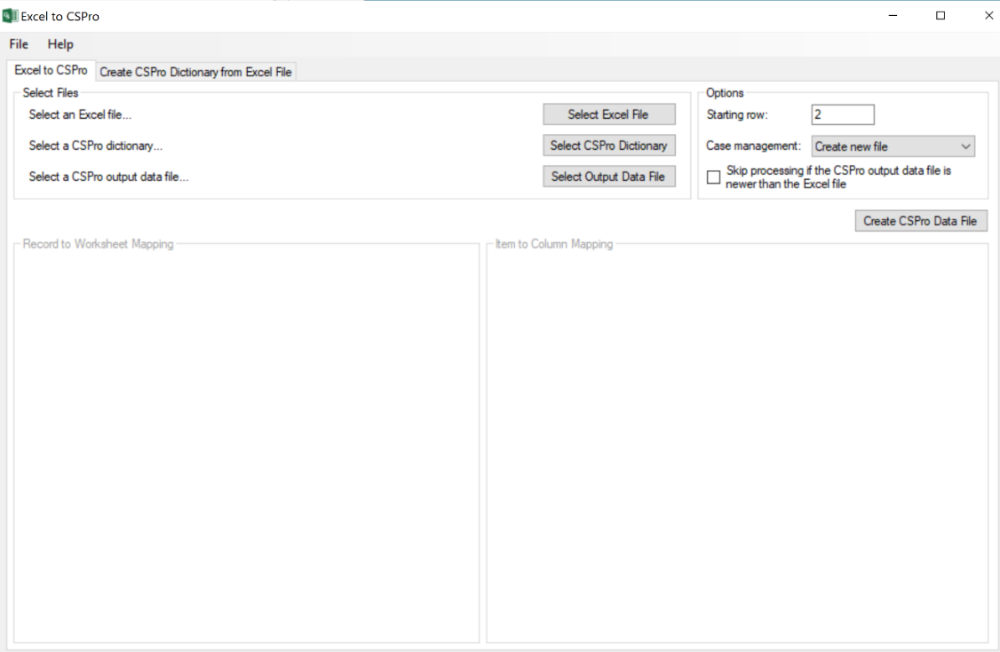 Excel to CSPro
File Help
Excel to CSPro Create CSPro Dictionary from Excel File
Select Files
Select an Excel file... Select Excel File
Select a CSPro dictionary... Select CSPro Dictionary
Select a CSPro output data file... Select Output Data File
Options
Starting row: 2
Case management: Create new file
Skip processing if the CSPro output data file is
newer than the Excel file
Create CSPro Data File
Record to Worksheet Mapping
Item to Column Mapping